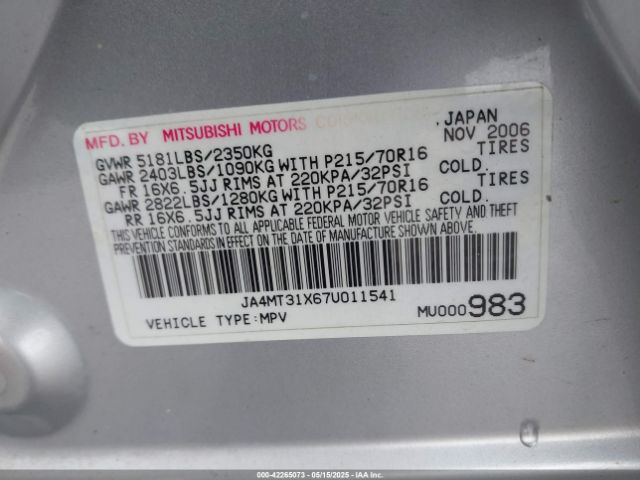 MFD. BY MITSUBISHI MOTORS CORPORATION JAPAN
NOV 2006
GVWR 5181LBS/2350KG
GAWR 2403LBS/1090KG WITH P215/70R16 TIRES
FR 16X6.5JJ RIMS AT 220KPA/32PSI COLD.
GAWR 2822LBS/1280KG WITH P215/70R16 TIRES
RR 16X6.5JJ RIMS AT 220KPA/32PSI COLD.
THIS VEHICLE CONFORMS TO ALL APPLICABLE FEDERAL MOTOR VEHICLE SAFETY AND THEFT
PREVENTION STANDARDS IN EFFECT ON THE DATE OF MANUFACTURE SHOWN ABOVE.
JA4MT31X67U011541
VEHICLE TYPE:MPV MU000983
000-42265073 - 05/15/2025 - IAAI.COM